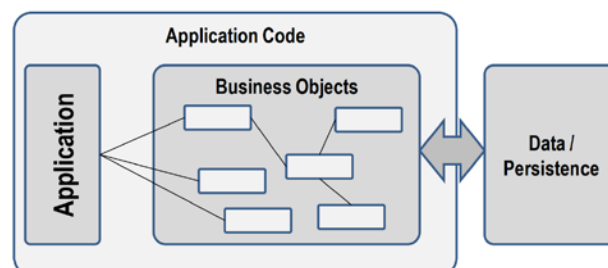 Application Code
Application
Business Objects
Data /
Persistence